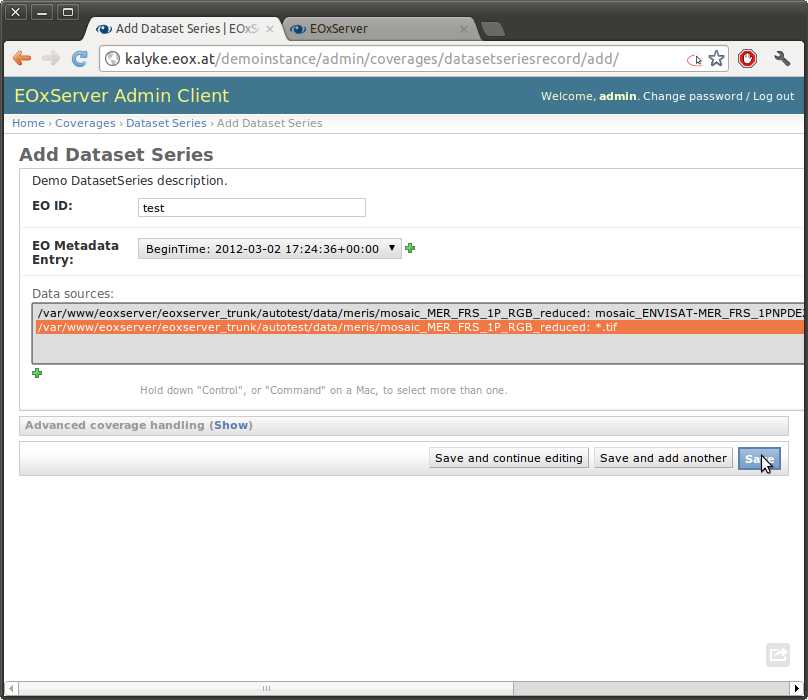 Add Dataset Series | EOxS
EOxServer
kalyke.eox.at/demoinstance/admin/coverages/datasetseriesrecord/add/
EOxServer Admin Client
Welcome, admin. Change password / Log out
Home › Coverages › Dataset Series › Add Dataset Series
Add Dataset Series
Demo DatasetSeries description.
EO ID:
test
EO Metadata
Entry:
BeginTime: 2012-03-02 17:24:36+00:00
Data sources:
/var/www/eoxserver/eoxserver_trunk/autotest/data/meris/mosaic_MER_FRS_1P_RGB_reduced: mosaic_ENVISAT-MER_FRS_1PNPDE2
/var/www/eoxserver/eoxserver_trunk/autotest/data/meris/mosaic_MER_FRS_1P_RGB_reduced: *.tif
Hold down "Control", or "Command" on a Mac, to select more than one.
Advanced coverage handling (Show)
Save and continue editing
Save and add another
Save